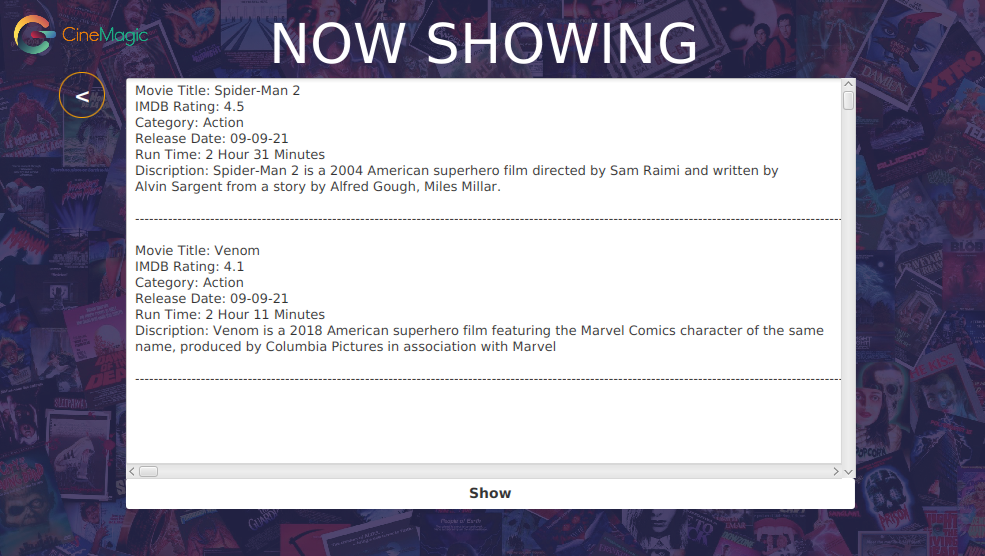 CineMagic
NOW SHOWING
<
Movie Title: Spider-Man 2
IMDB Rating: 4.5
Category: Action
Release Date: 09-09-21
Run Time: 2 Hour 31 Minutes
Discription: Spider-Man 2 is a 2004 American superhero film directed by Sam Raimi and written by
Alvin Sargent from a story by Alfred Gough, Miles Millar.
Movie Title: Venom
IMDB Rating: 4.1
Category: Action
Release Date: 09-09-21
Run Time: 2 Hour 11 Minutes
Discription: Venom is a 2018 American superhero film featuring the Marvel Comics character of the same
name, produced by Columbia Pictures in association with Marvel
Show
DAMIEN
XTRO